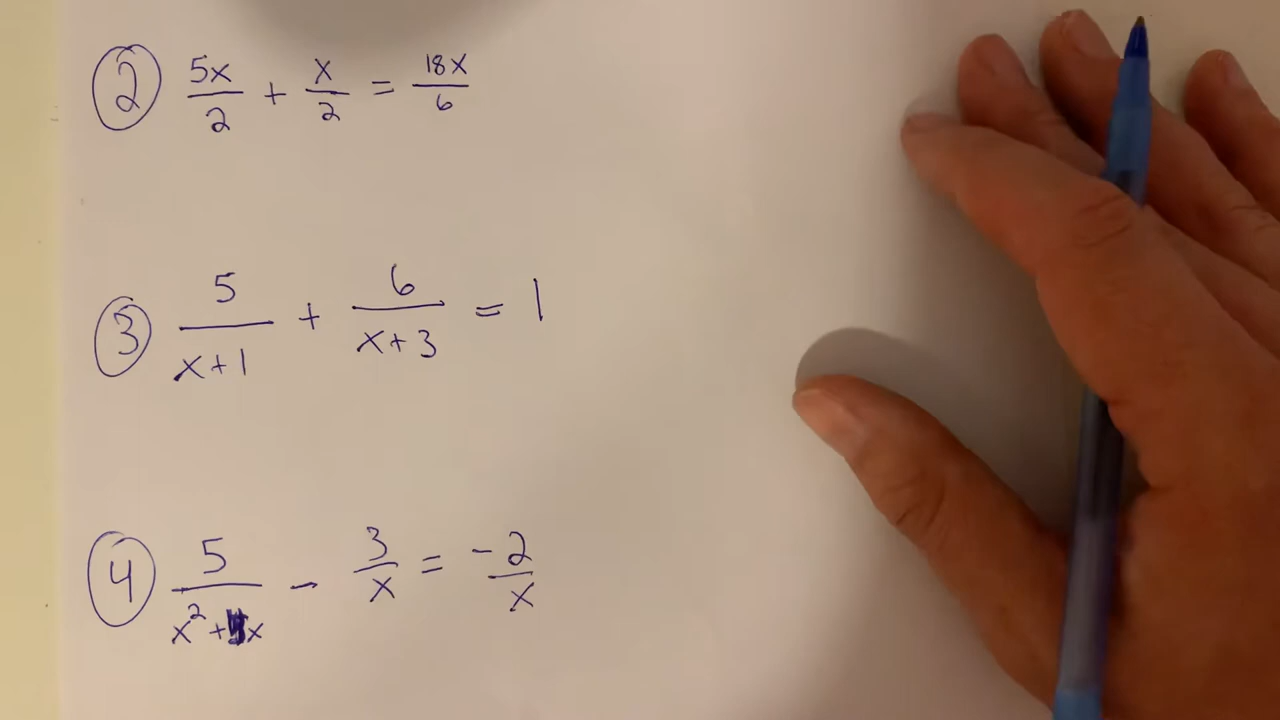 ② 5x/2 + x/2 = 18x/6
③ 5/(x+1) + 6/(x+3) = 1
④ 5/(x²+ x) - 3/x = -2/x